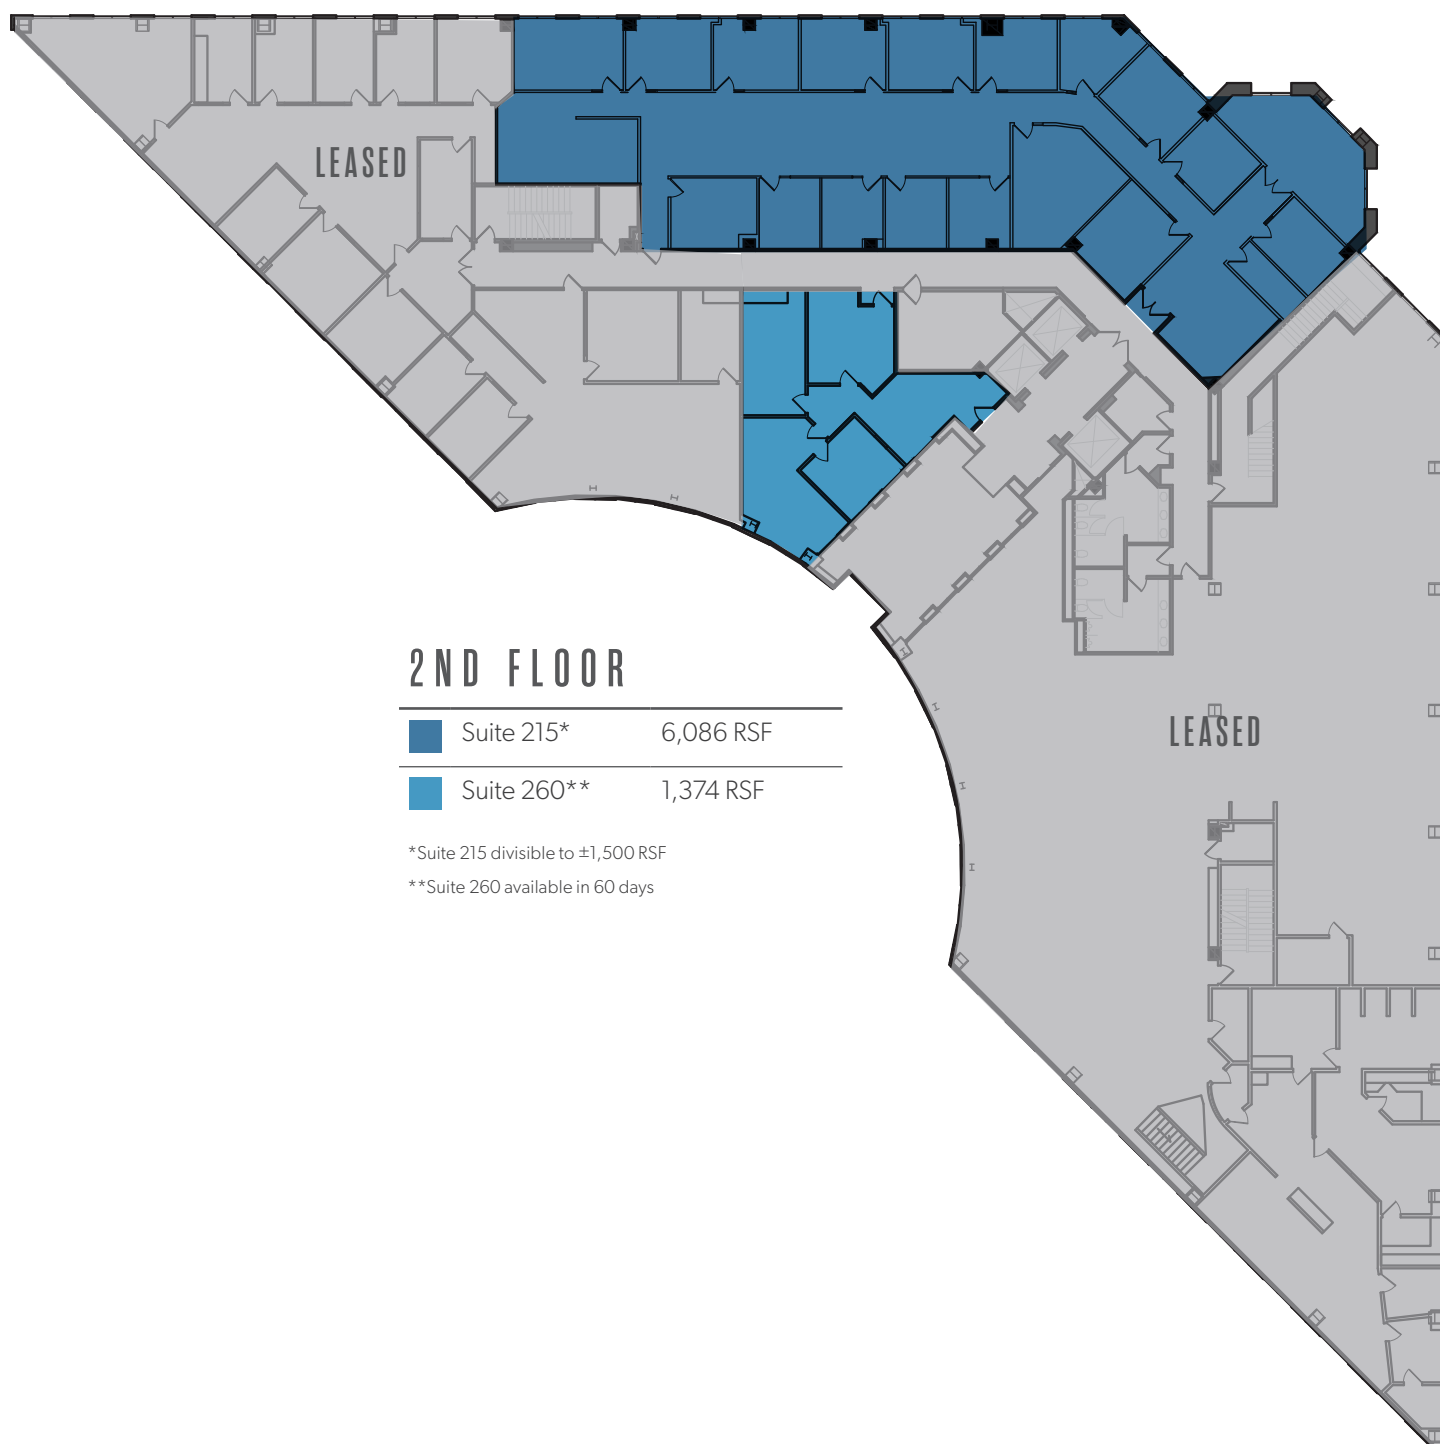 LEASED
2ND FLOOR
Suite 215* 6,086 RSF
Suite 260** 1,374 RSF
*Suite 215 divisible to ±1,500 RSF
**Suite 260 available in 60 days
LEASED